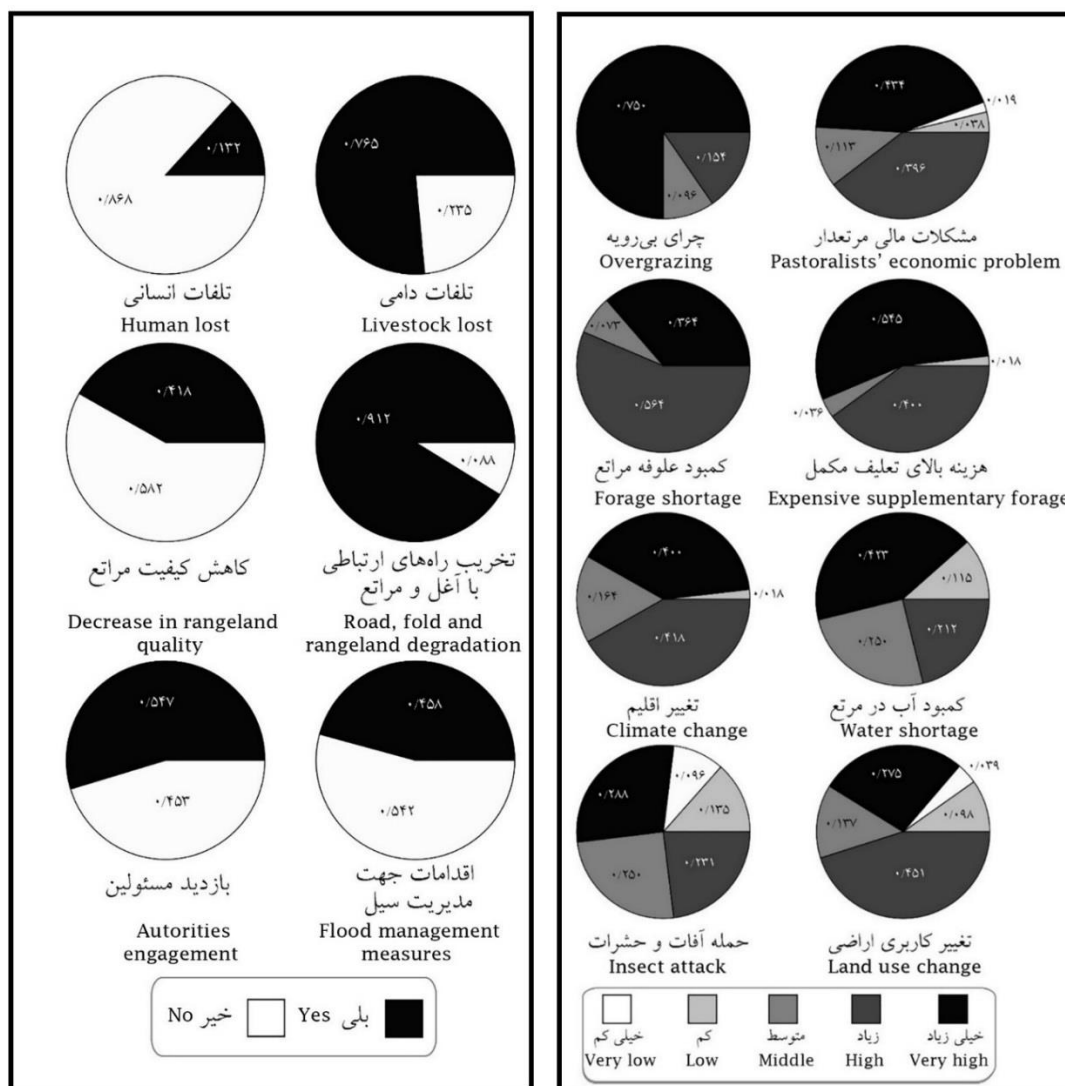 ۰/۱۳۲
۰/۸۶۸
تلفات انسانی
Human lost
۰/۷۶۵
۰/۲۳۵
تلفات دامی
Livestock lost
۰/۴۱۸
۰/۵۸۲
کاهش کیفیت مراتع
Decrease in rangeland
quality
۰/۹۱۲
۰/۰۸۸
تخریب راه‌های ارتباطی
با آغل و مراتع
Road, fold and
rangeland degradation
۰/۵۴۷
۰/۴۵۳
بازدید مسئولین
Autorities
engagement
۰/۴۵۸
۰/۵۴۲
اقدامات جهت
مدیریت سیل
Flood management
measures
No خیر
Yes بلی
۰/۷۵۰
۰/۱۵۴
۰/۰۹۶
چرای بی‌رویه
Overgrazing
۰/۴۳۴
۰/۰۱۹
۰/۰۳۸
۰/۱۱۳
۰/۳۹۶
مشکلات مالی مرتعدار
Pastoralists' economic problem
۰/۳۶۴
۰/۰۷۳
۰/۵۶۴
کمبود علوفه مراتع
Forage shortage
۰/۵۴۵
۰/۰۱۸
۰/۰۳۶
۰/۴۰۰
هزینه بالای تعلیف مکمل
Expensive supplementary forage
۰/۴۰۰
۰/۱۶۴
۰/۰۱۸
۰/۴۱۸
تغییر اقلیم
Climate change
۰/۴۲۳
۰/۱۱۵
۰/۲۵۰
۰/۲۱۲
کمبود آب در مرتع
Water shortage
۰/۰۹۶
۰/۲۸۸
۰/۱۳۵
۰/۲۵۰
۰/۲۳۱
حمله آفات و حشرات
Insect attack
۰/۲۷۵
۰/۰۳۹
۰/۱۳۷
۰/۰۹۸
۰/۴۵۱
تغییر کاربری اراضی
Land use change
خیلی کم
Very low
کم
Low
متوسط
Middle
زیاد
High
خیلی زیاد
Very high